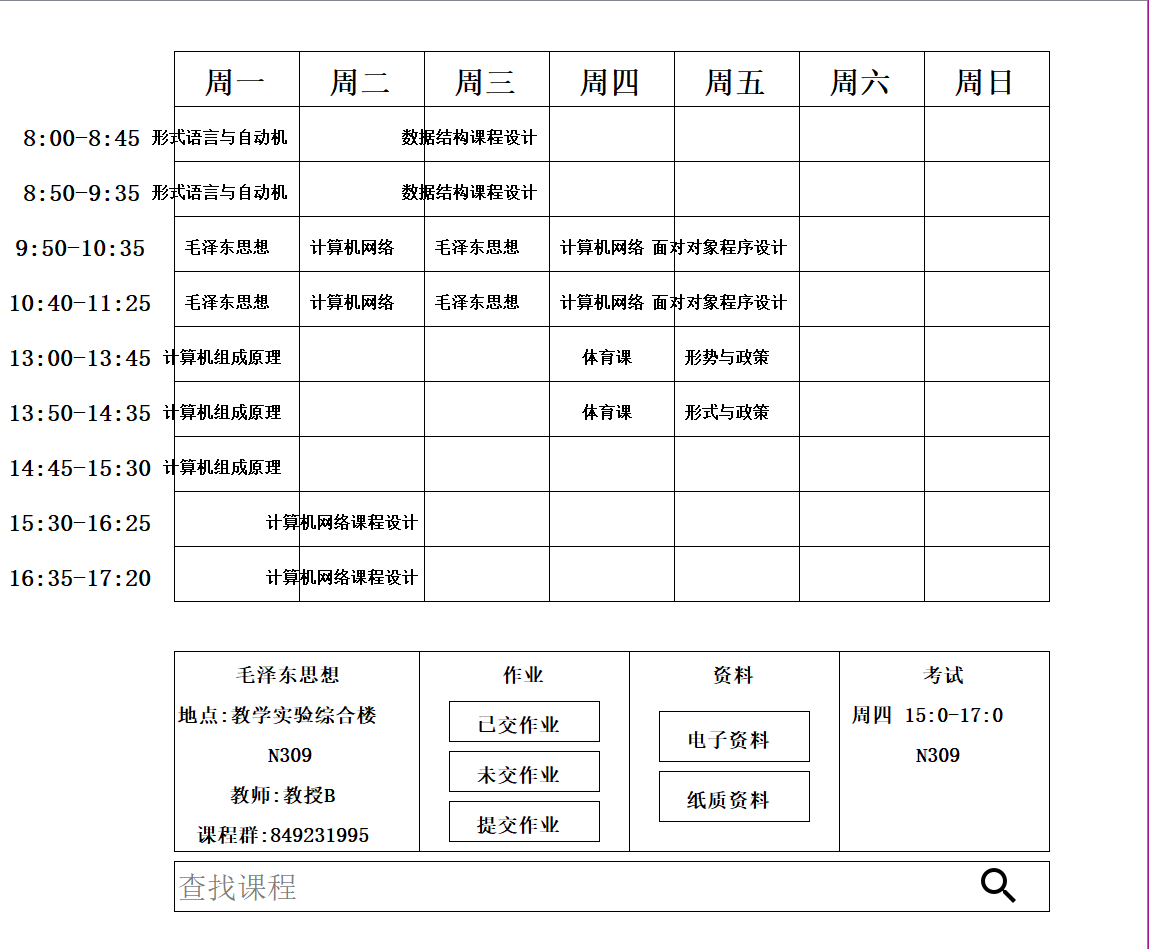 周一 周二 周三 周四 周五 周六 周日
8:00-8:45 形式语言与自动机 数据结构课程设计
8:50-9:35 形式语言与自动机 数据结构课程设计
9:50-10:35 毛泽东思想 计算机网络 毛泽东思想 计算机网络 面对对象程序设计
10:40-11:25 毛泽东思想 计算机网络 毛泽东思想 计算机网络 面对对象程序设计
13:00-13:45 计算机组成原理 体育课 形势与政策
13:50-14:35 计算机组成原理 体育课 形式与政策
14:45-15:30 计算机组成原理
15:30-16:25 计算机网络课程设计
16:35-17:20 计算机网络课程设计
毛泽东思想
地点:教学实验综合楼
N309
教师:教授B
课程群:849231995
作业
已交作业
未交作业
提交作业
资料
电子资料
纸质资料
考试
周四 15:0-17:0
N309
查找课程